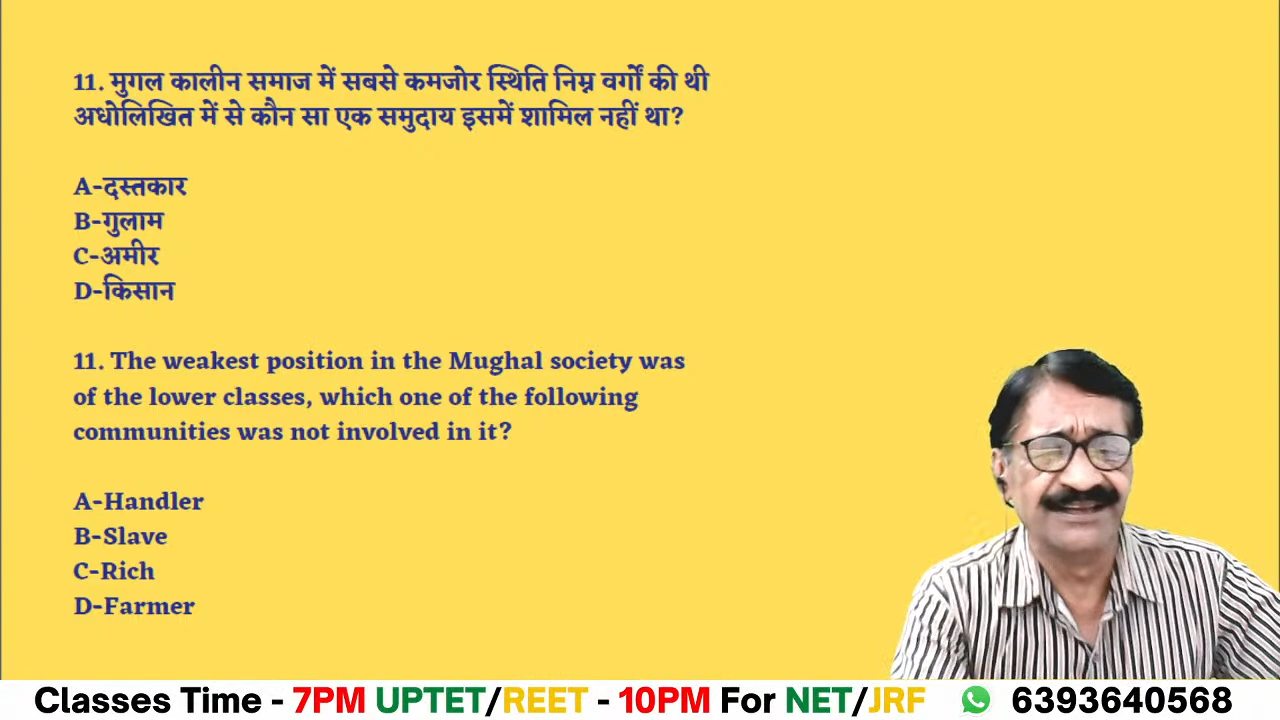 11. मुगल कालीन समाज में सबसे कमजोर स्थिति निम्न वर्गों की थी
अधोलिखित में से कौन सा एक समुदाय इसमें शामिल नहीं था?
A-दस्तकार
B-गुलाम
C-अमीर
D-किसान
11. The weakest position in the Mughal society was
of the lower classes, which one of the following
communities was not involved in it?
A-Handler
B-Slave
C-Rich
D-Farmer
Classes Time - 7PM UPTET/REET - 10PM For NET/JRF 6393640568